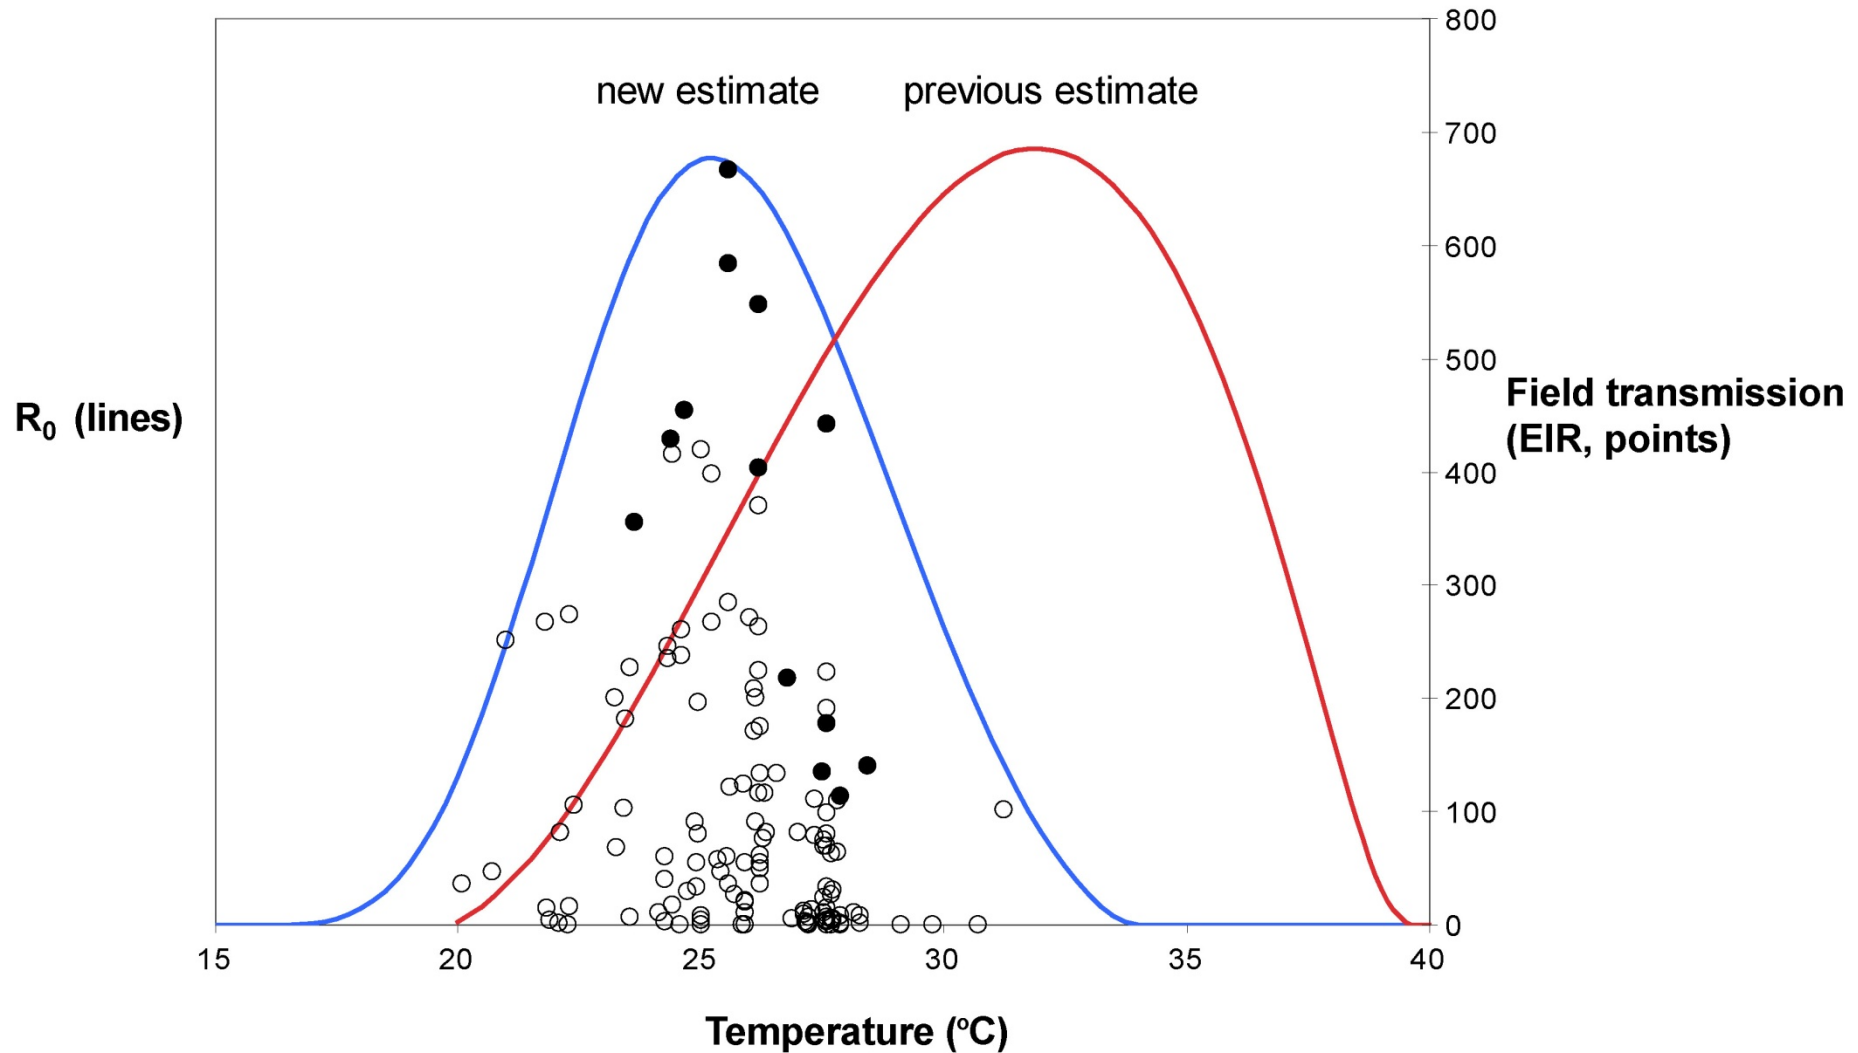 new estimate previous estimate
R0 (lines)
Field transmission
(EIR, points)
800
700
600
500
400
300
200
100
0
15 20 25 30 35 40
Temperature (ºC)